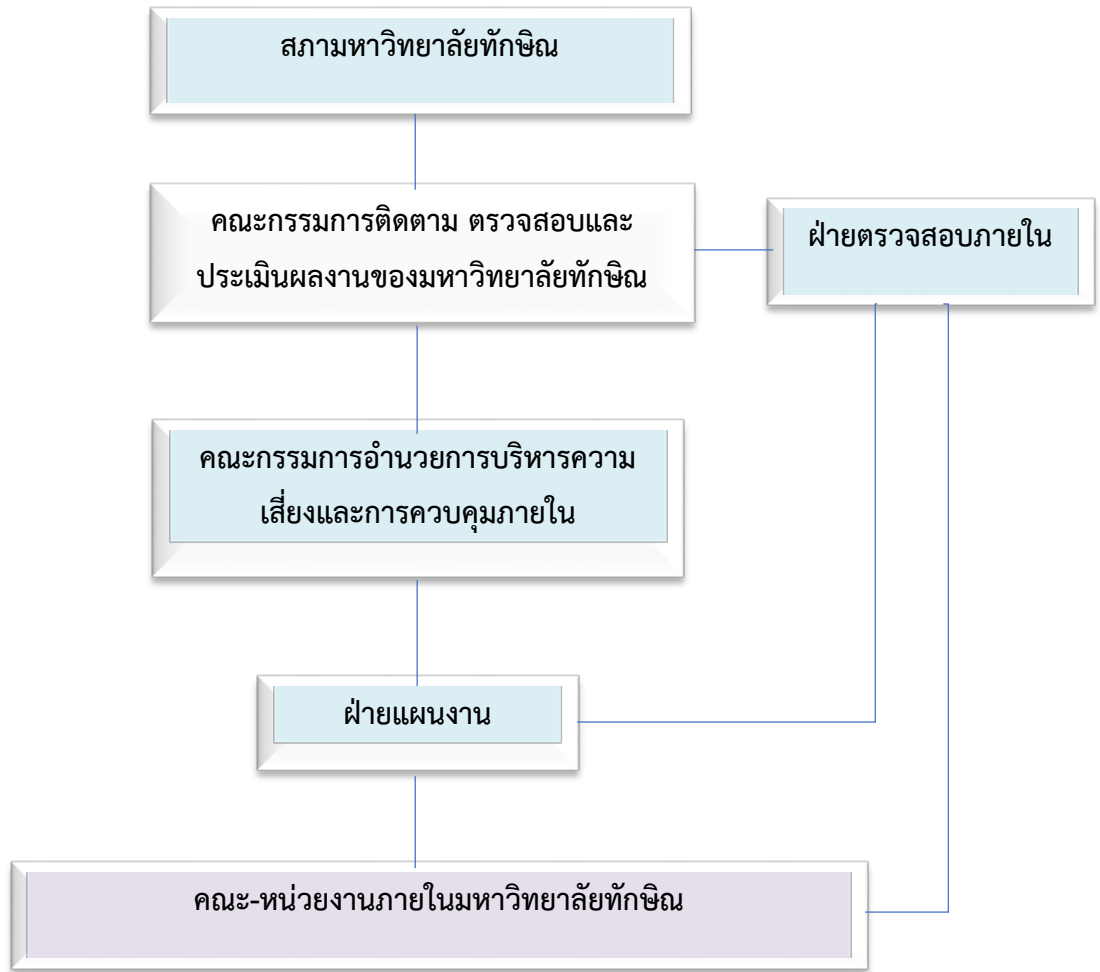 สภามหาวิทยาลัยทักษิณ
คณะกรรมการติดตาม ตรวจสอบและ
ประเมินผลงานของมหาวิทยาลัยทักษิณ
ฝ่ายตรวจสอบภายใน
คณะกรรมการอำนวยการบริหารความ
เสี่ยงและการควบคุมภายใน
ฝ่ายแผนงาน
คณะ-หน่วยงานภายในมหาวิทยาลัยทักษิณ